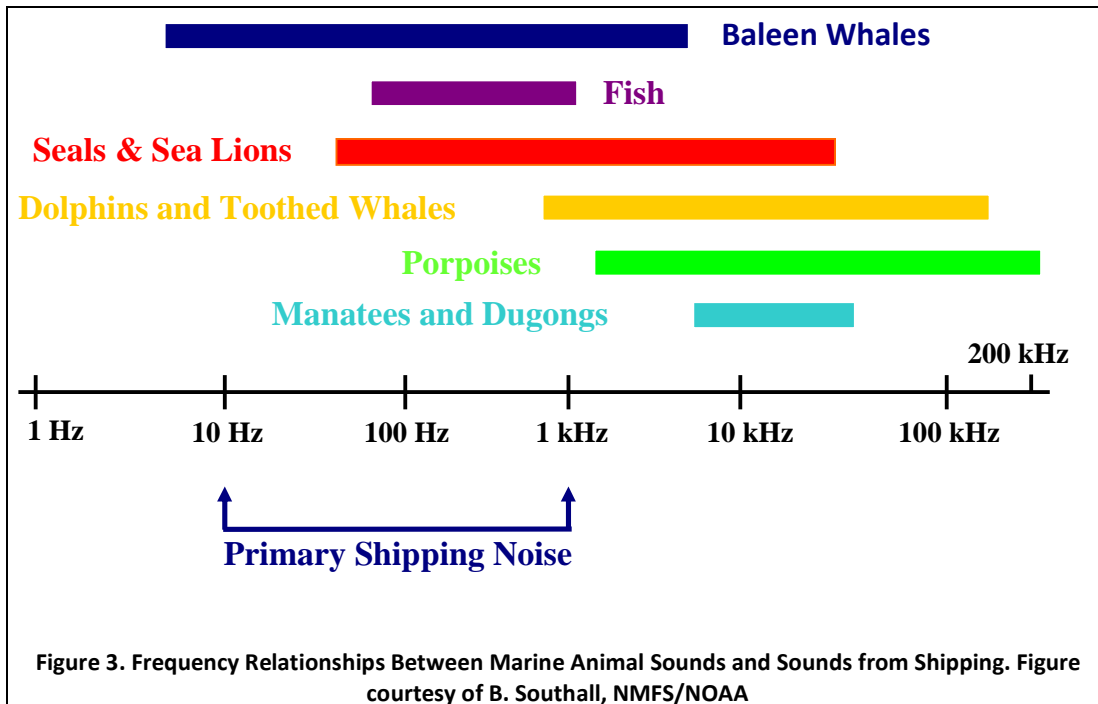 Baleen Whales
Fish
Seals & Sea Lions
Dolphins and Toothed Whales
Porpoises
Manatees and Dugongs
200 kHz
1 Hz 10 Hz 100 Hz 1 kHz 10 kHz 100 kHz
Primary Shipping Noise
Figure 3. Frequency Relationships Between Marine Animal Sounds and Sounds from Shipping. Figure
courtesy of B. Southall, NMFS/NOAA